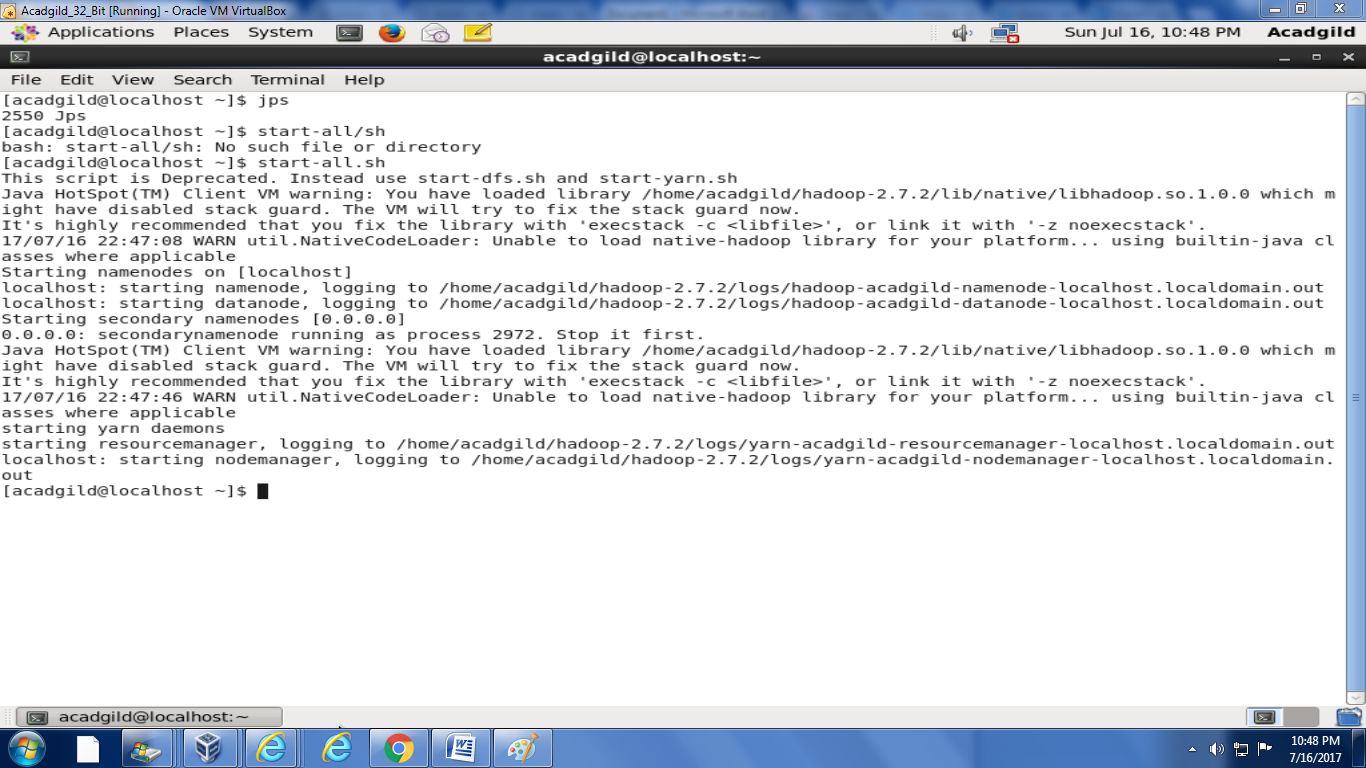 Acadgild_32_Bit [Running] - Oracle VM VirtualBox
Applications Places System Sun Jul 16, 10:48 PM Acadgild
acadgild@localhost:~
File Edit View Search Terminal Help
[acadgild@localhost ~]$ jps
2550 Jps
[acadgild@localhost ~]$ start-all/sh
bash: start-all/sh: No such file or directory
[acadgild@localhost ~]$ start-all.sh
This script is Deprecated. Instead use start-dfs.sh and start-yarn.sh
Java HotSpot(TM) Client VM warning: You have loaded library /home/acadgild/hadoop-2.7.2/lib/native/libhadoop.so.1.0.0 which m
ight have disabled stack guard. The VM will try to fix the stack guard now.
It's highly recommended that you fix the library with 'execstack -c <libfile>', or link it with '-z noexecstack'.
17/07/16 22:47:08 WARN util.NativeCodeLoader: Unable to load native-hadoop library for your platform... using builtin-java cl
asses where applicable
Starting namenodes on [localhost]
localhost: starting namenode, logging to /home/acadgild/hadoop-2.7.2/logs/hadoop-acadgild-namenode-localhost.localdomain.out
localhost: starting datanode, logging to /home/acadgild/hadoop-2.7.2/logs/hadoop-acadgild-datanode-localhost.localdomain.out
Starting secondary namenodes [0.0.0.0]
0.0.0.0: secondarynamenode running as process 2972. Stop it first.
Java HotSpot(TM) Client VM warning: You have loaded library /home/acadgild/hadoop-2.7.2/lib/native/libhadoop.so.1.0.0 which m
ight have disabled stack guard. The VM will try to fix the stack guard now.
It's highly recommended that you fix the library with 'execstack -c <libfile>', or link it with '-z noexecstack'.
17/07/16 22:47:46 WARN util.NativeCodeLoader: Unable to load native-hadoop library for your platform... using builtin-java cl
asses where applicable
starting yarn daemons
starting resourcemanager, logging to /home/acadgild/hadoop-2.7.2/logs/yarn-acadgild-resourcemanager-localhost.localdomain.out
localhost: starting nodemanager, logging to /home/acadgild/hadoop-2.7.2/logs/yarn-acadgild-nodemanager-localhost.localdomain.
out
[acadgild@localhost ~]$
acadgild@localhost:~
10:48 PM
7/16/2017